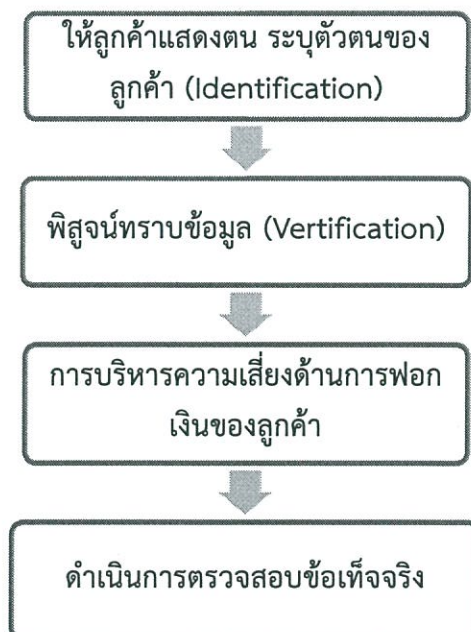 ให้ลูกค้าแสดงตน ระบุตัวตนของ
ลูกค้า (Identification)
พิสูจน์ทราบข้อมูล (Vertification)
การบริหารความเสี่ยงด้านการฟอก
เงินของลูกค้า
ดำเนินการตรวจสอบข้อเท็จจริง